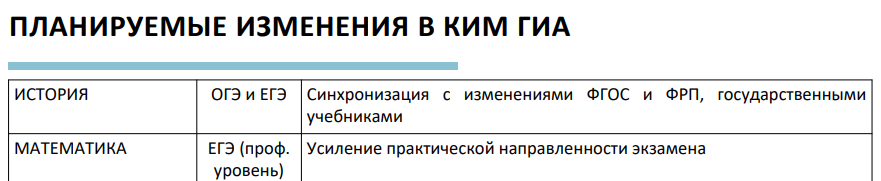 ПЛАНИРУЕМЫЕ ИЗМЕНЕНИЯ В КИМ ГИА
ИСТОРИЯ ОГЭ и ЕГЭ Синхронизация с изменениями ФГОС и ФРП, государственными
учебниками
МАТЕМАТИКА ЕГЭ (проф. Усиление практической направленности экзамена
уровень)